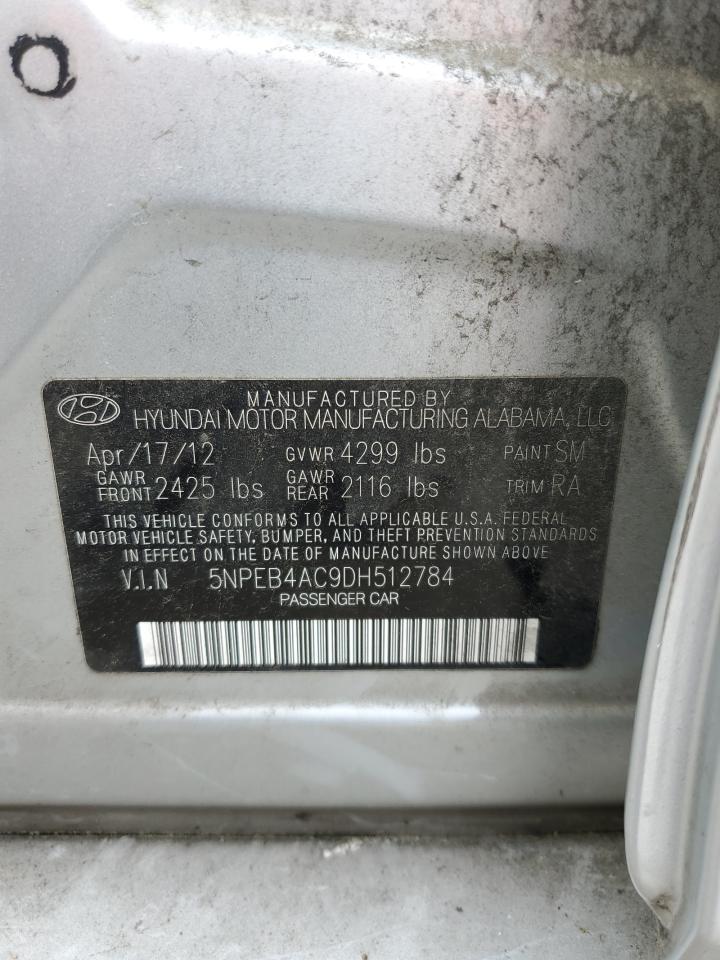 O
MANUFACTURED BY
HYUNDAI MOTOR MANUFACTURING ALABAMA, LLC
Apr/17/12 GVWR 4299 lbs PAINT SM
GAWR FRONT 2425 lbs GAWR REAR 2116 lbs TRIM RA
THIS VEHICLE CONFORMS TO ALL APPLICABLE U.S.A. FEDERAL
MOTOR VEHICLE SAFETY, BUMPER, AND THEFT PREVENTION STANDARDS
IN EFFECT ON THE DATE OF MANUFACTURE SHOWN ABOVE.
V.I.N 5NPEB4AC9DH512784
PASSENGER CAR